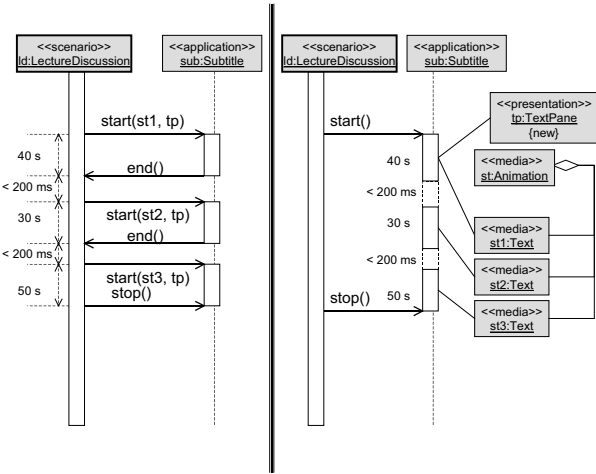 <<scenario>>
ld:LectureDiscussion
<<application>>
sub:Subtitle
start(st1, tp)
40 s
end()
< 200 ms
30 s
start(st2, tp)
end()
< 200 ms
start(st3, tp)
50 s
stop()
<<scenario>>
ld:LectureDiscussion
<<application>>
sub:Subtitle
<<presentation>>
tp:TextPane
{new}
start()
40 s
<<media>>
st:Animation
< 200 ms
30 s
<<media>>
st1:Text
< 200 ms
<<media>>
st2:Text
stop()
50 s
<<media>>
st3:Text